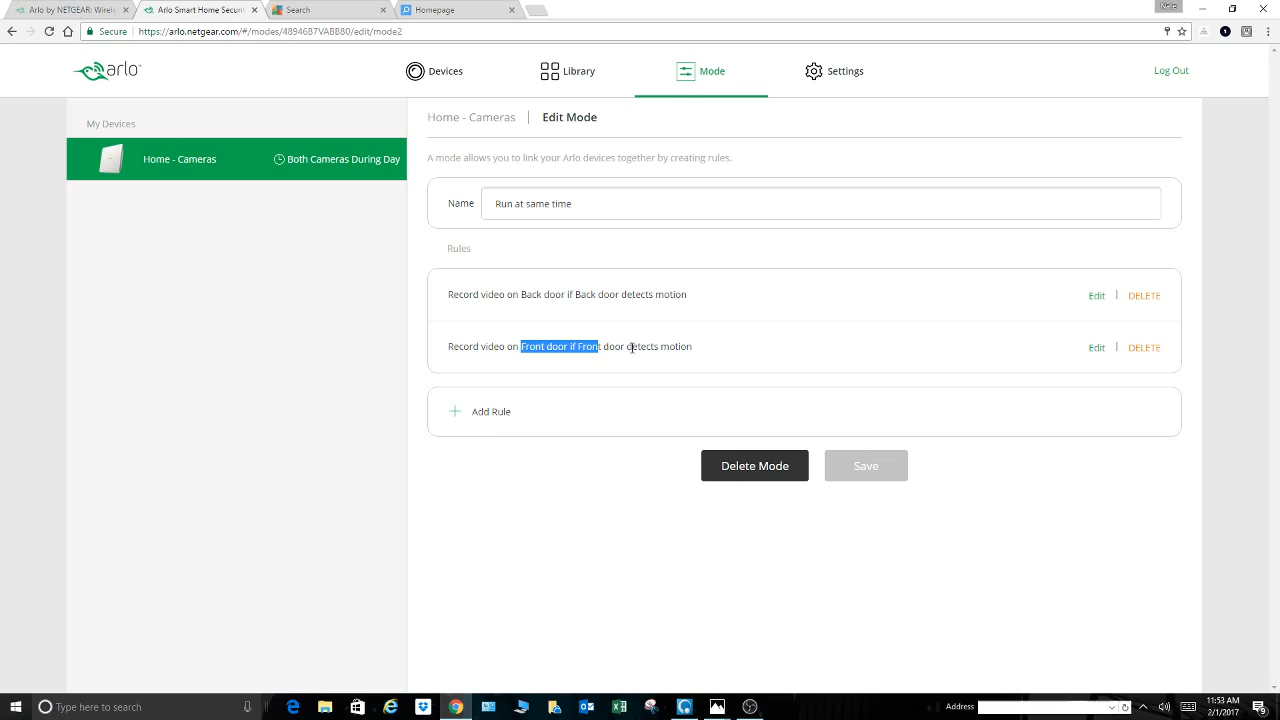 Arlo by NETGEAR: Wirele
Arlo Smart Home Securi
Search
Homepage
Secure
https://arlo.netgear.com/#/modes/48946B7VABB80/edit/mode2
arlo
Devices
Library
Mode
Settings
Log Out
My Devices
Home - Cameras
Both Cameras During Day
Home - Cameras | Edit Mode
A mode allows you to link your Arlo devices together by creating rules.
Name
Run at same time
Rules
Record video on Back door if Back door detects motion
Edit | DELETE
Record video on Front door if Front door detects motion
Edit | DELETE
+ Add Rule
Delete Mode
Save
Type here to search
Address
11:53 AM
2/1/2017